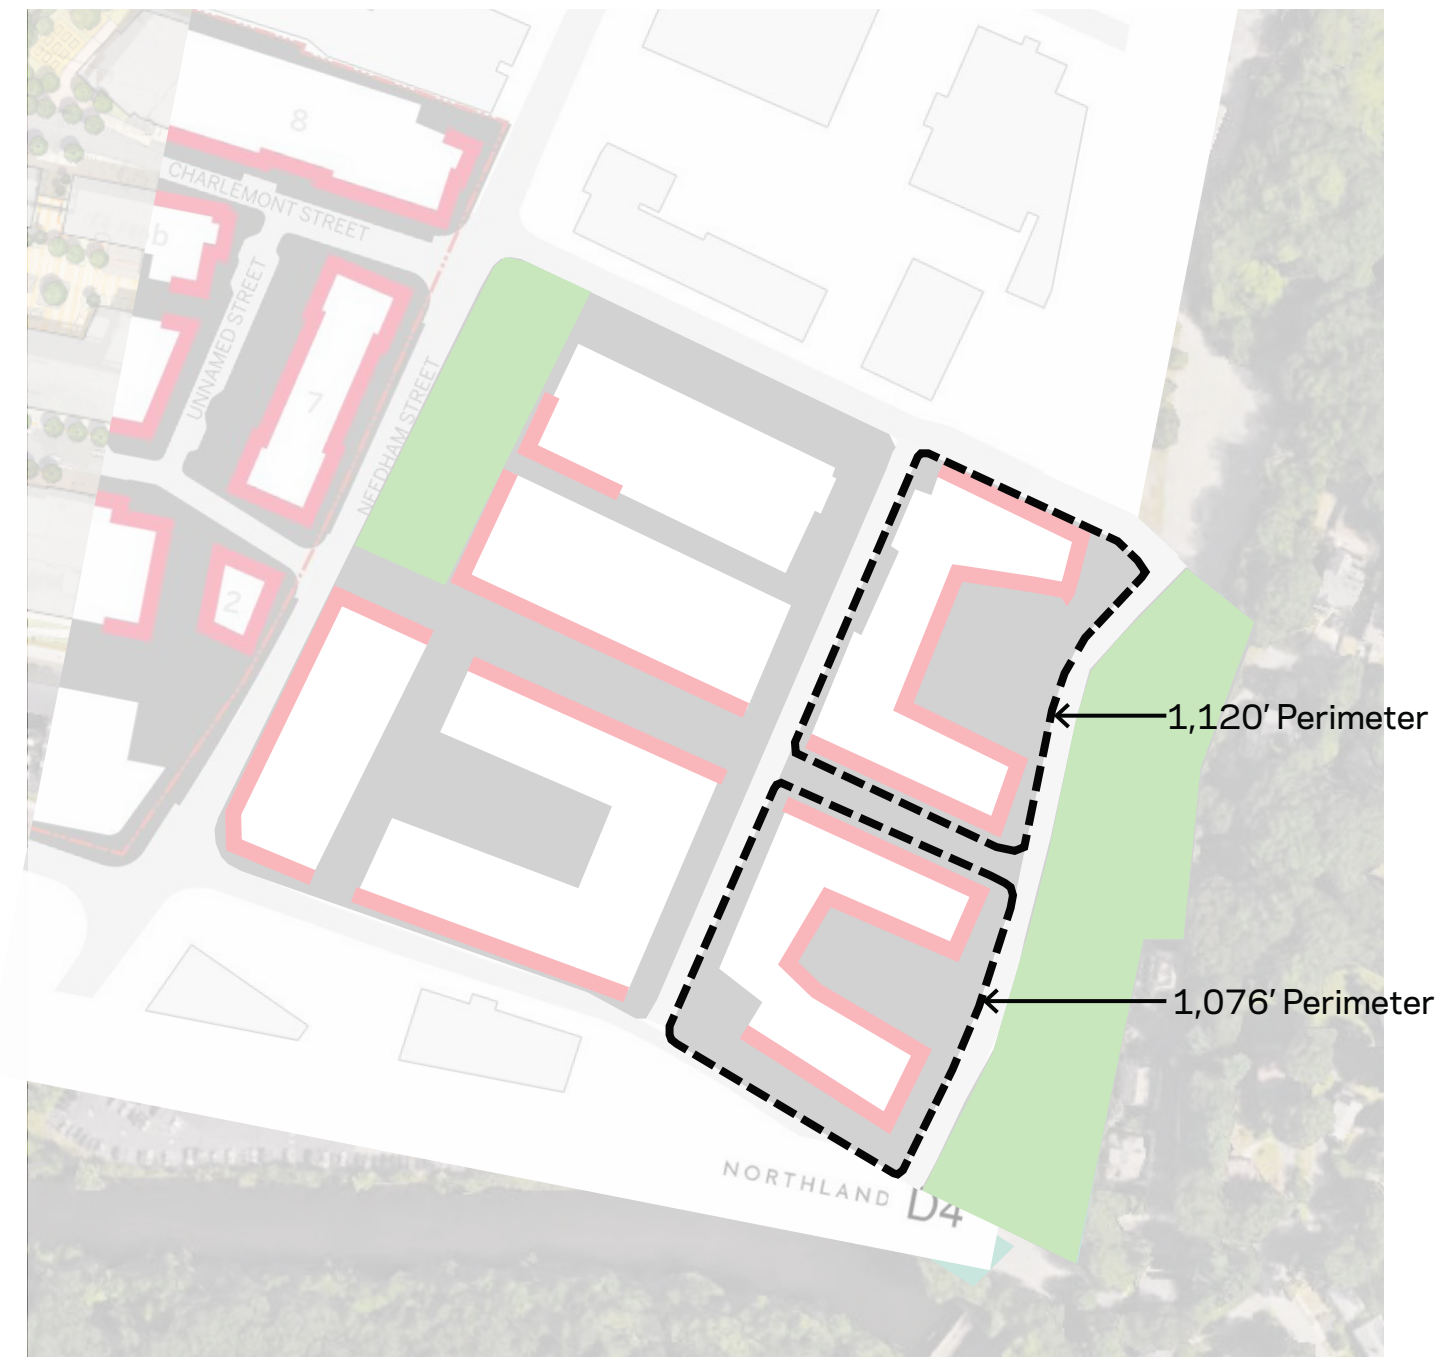 8
CHARLEMONT STREET
b
UNNAMED STREET
7
NEEDHAM STREET
2
1,120’ Perimeter
1,076’ Perimeter
NORTHLAND D4